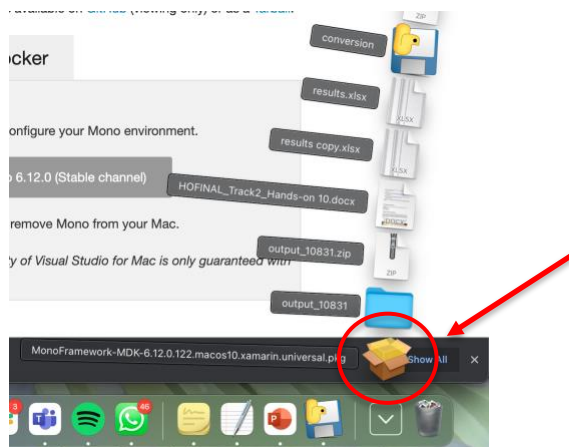 available on GitHub (viewing only), or as a
ZIP
conversion
ocker
results.xlsx
XLSX
onfigure your Mono environment.
results copy.xlsx
XLSX
6.12.0 (Stable channel)
HOFINAL_Track2_Hands-on 10.docx
DOCX
remove Mono from your Mac.
output_10831.zip
ty of Visual Studio for Mac is only guaranteed with
ZIP
output_10831
MonoFramework-MDK-6.12.0.122.macos10.xamarin.universal.pkg
Show All
3
46